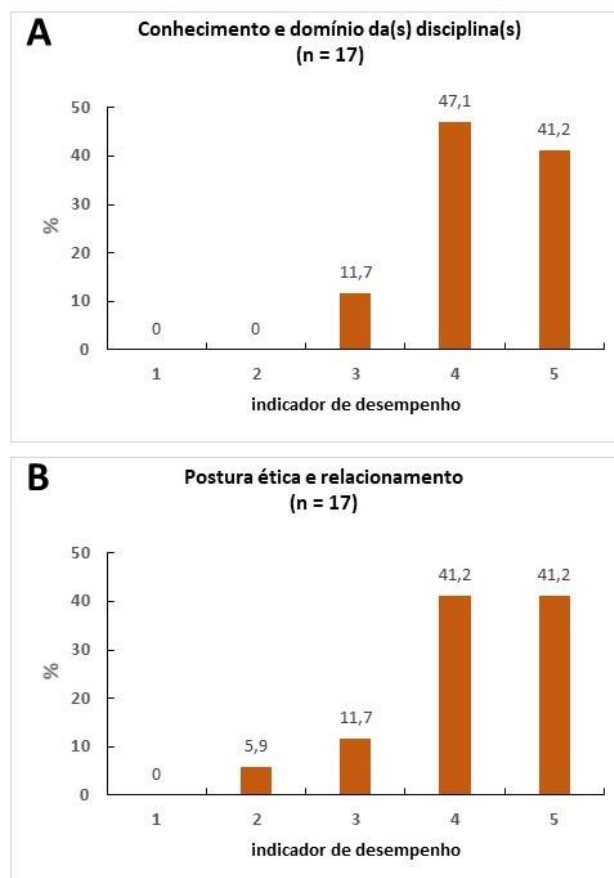 A
Conhecimento e domínio da(s) disciplina(s)
(n = 17)
50
40
30
20
10
0
%
0
0
11,7
47,1
41,2
1 2 3 4 5
indicador de desempenho
B
Postura ética e relacionamento
(n = 17)
50
40
30
20
10
0
%
0
5,9
11,7
41,2
41,2
1 2 3 4 5
indicador de desempenho